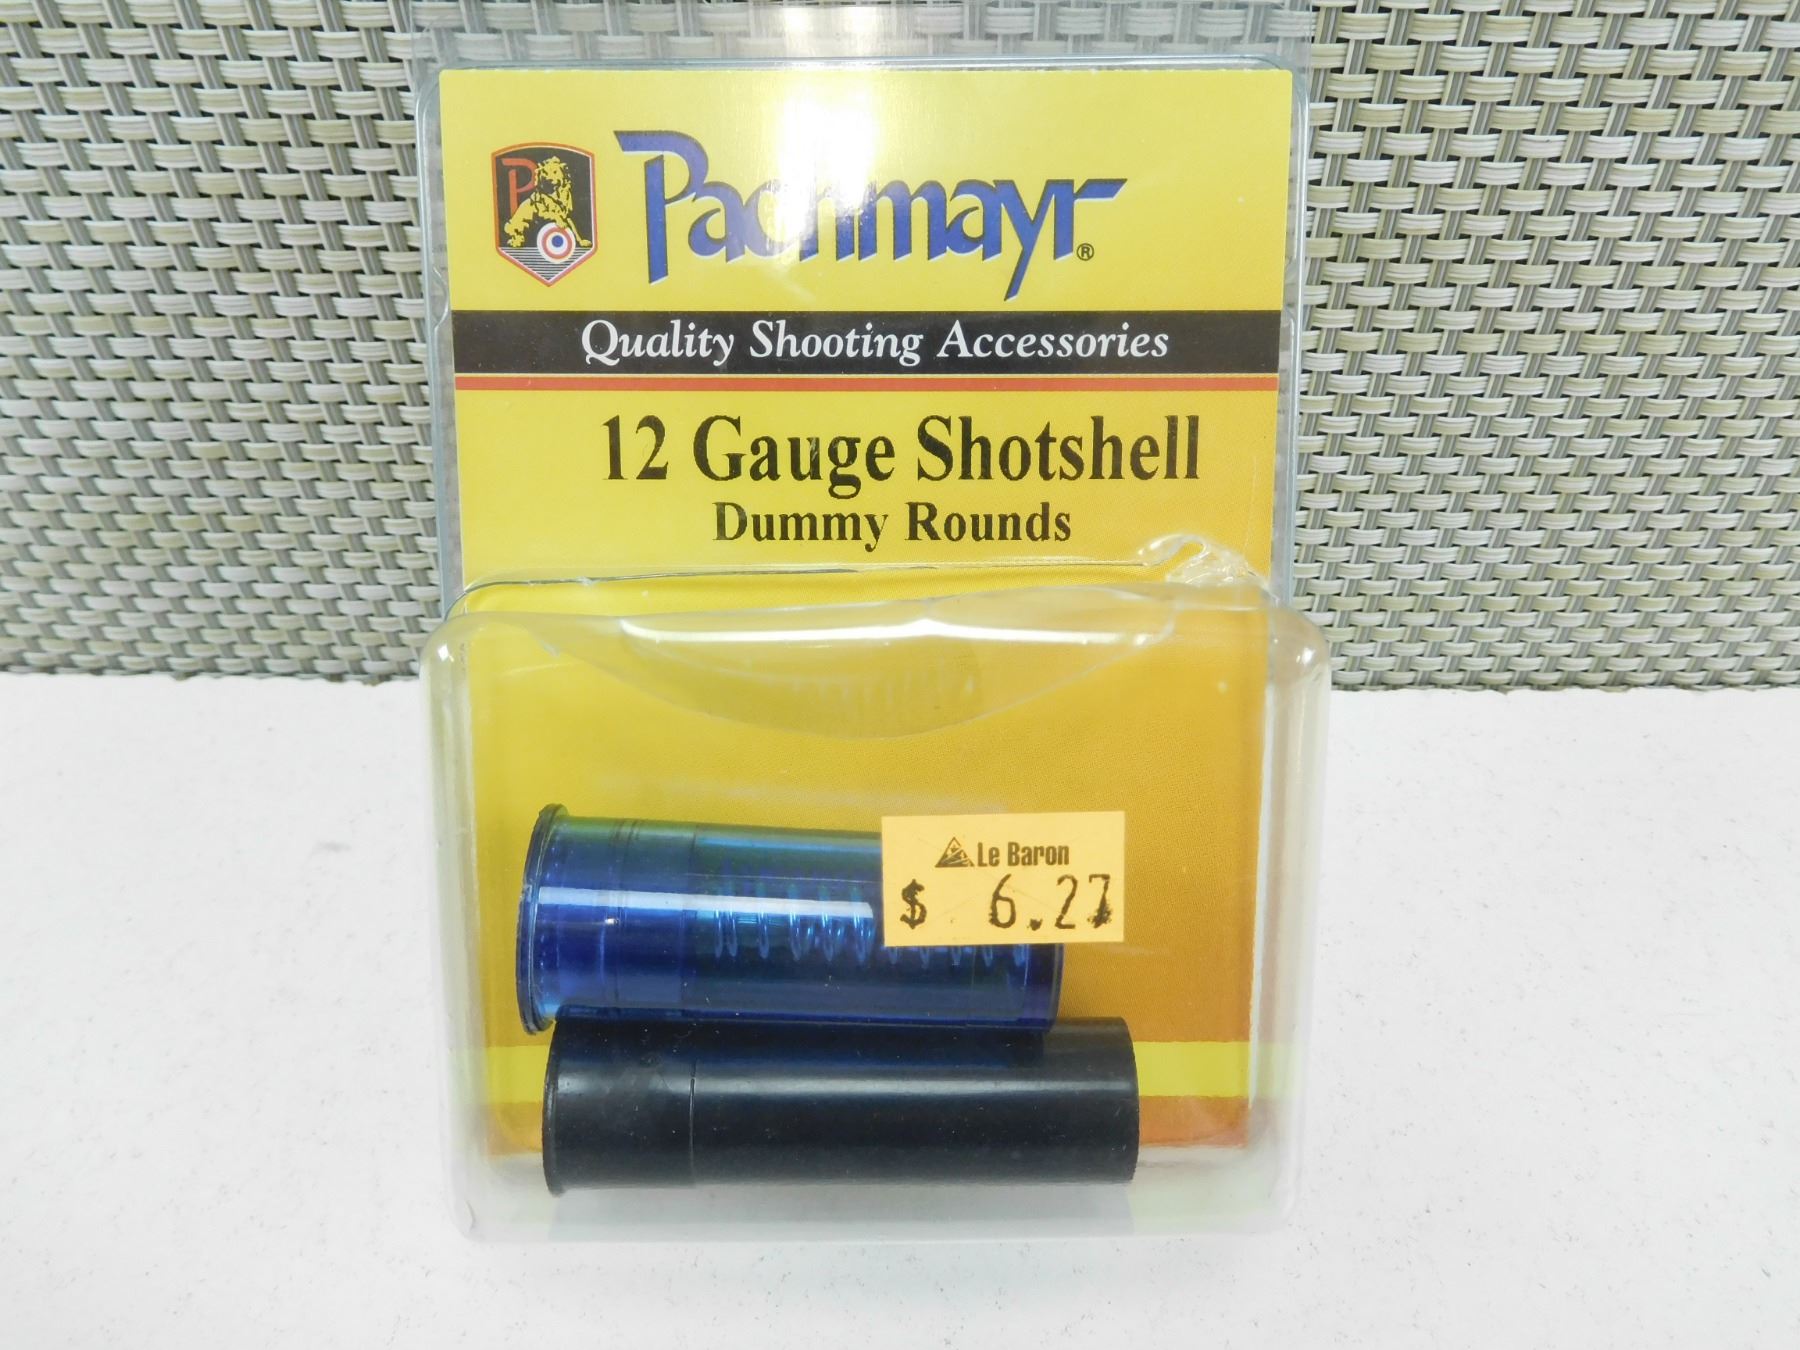 P
Pachmayr®
Quality Shooting Accessories
12 Gauge Shotshell
Dummy Rounds
Le Baron
$ 6.27